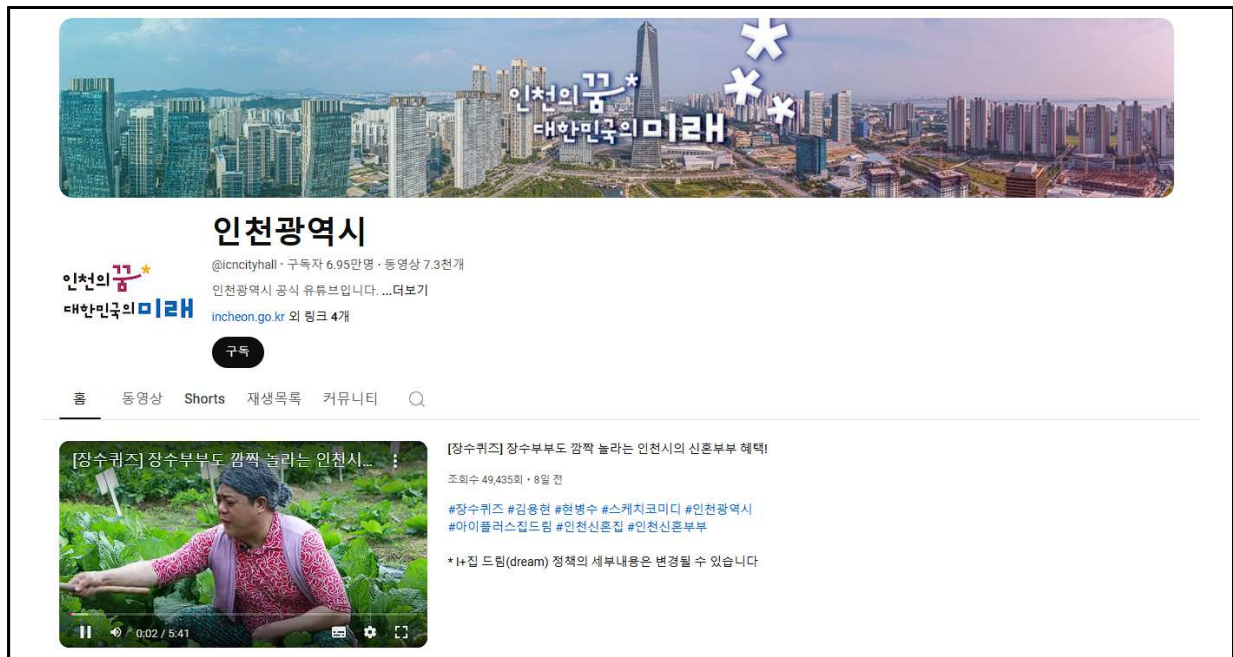 인천의 꿈
대한민국의 미래
인천광역시
@icncityhall · 구독자 6.95만명 · 동영상 7.3천개
인천광역시 공식 유튜브입니다. ...더보기
incheon.go.kr 외 링크 4개
인천의 꿈
대한민국의 미래
구독
홈 동영상 Shorts 재생목록 커뮤니티
[장수퀴즈] 장수부부도 깜짝 놀라는 인천시...
0:02 / 5:41
[장수퀴즈] 장수부부도 깜짝 놀라는 인천시의 신혼부부 혜택!
조회수 49,435회 · 8일 전
#장수퀴즈 #김용현 #현병수 #스케치코미디 #인천광역시
#아이플러스집드림 #인천신혼집 #인천신혼부부
* I+집 드림(dream) 정책의 세부내용은 변경될 수 있습니다